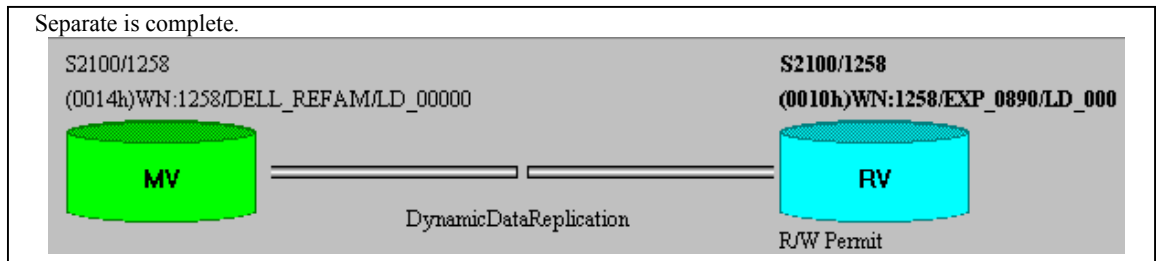 Separate is complete.
S2100/1258
(0014h)WN:1258/DELL_REFAM/LD_00000
S2100/1258
(0010h)WN:1258/EXP_0890/LD_000
MV
RV
DynamicDataReplication
R/W Permit